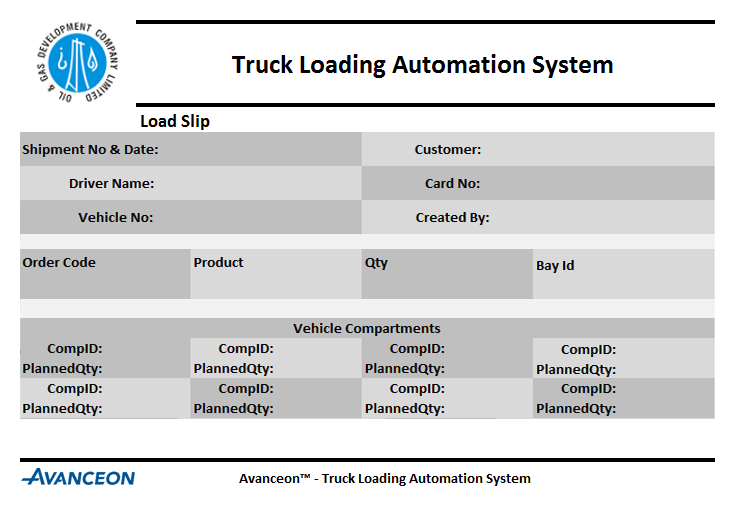 OIL & GAS DEVELOPMENT COMPANY LIMITED
Truck Loading Automation System
Load Slip
Shipment No & Date: Customer:
Driver Name: Card No:
Vehicle No: Created By:
Order Code Product Qty Bay Id
Vehicle Compartments
CompID: CompID: CompID: CompID:
PlannedQty: PlannedQty: PlannedQty: PlannedQty:
CompID: CompID: CompID: CompID:
PlannedQty: PlannedQty: PlannedQty: PlannedQty:
AVANCEON Avanceon™ - Truck Loading Automation System